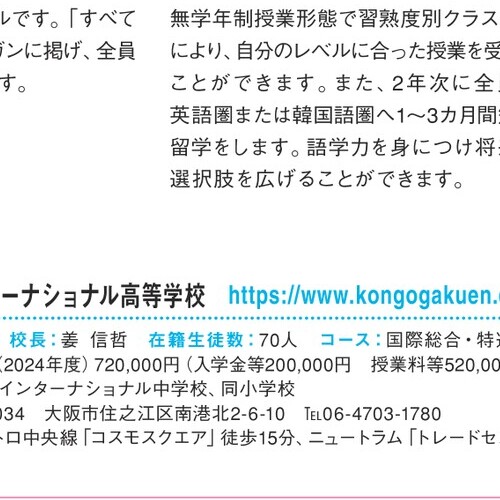 ルです。「すべて
ガンに掲げ、全員
す。
無学年制授業形態で習熟度別クラス
により、自分のレベルに合った授業を受
ことができます。また、2年次に全員
英語圏または韓国語圏へ1〜3カ月間
留学をします。語学力を身につけ将
選択肢を広げることができます。
ーナショナル高等学校 https://www.kongogakuen.
校長：姜 信哲 在籍生徒数：70人 コース：国際総合・特進
（2024年度）720,000円（入学金等200,000円 授業料等520,00
インターナショナル中学校、同小学校
034 大阪市住之江区南港北2-6-10 ℡06-4703-1780
トロ中央線「コスモスクエア」徒歩15分、ニュートラム「トレードセ